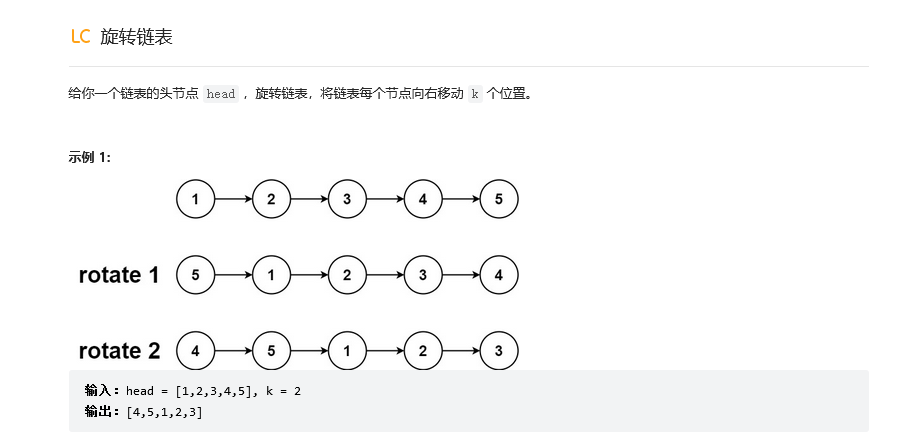 LC 旋转链表
给你一个链表的头节点 head ，旋转链表，将链表每个节点向右移动 k 个位置。
示例 1:
1 2 3 4 5
rotate 1 5 1 2 3 4
rotate 2 4 5 1 2 3
输入：head = [1,2,3,4,5], k = 2
输出：[4,5,1,2,3]